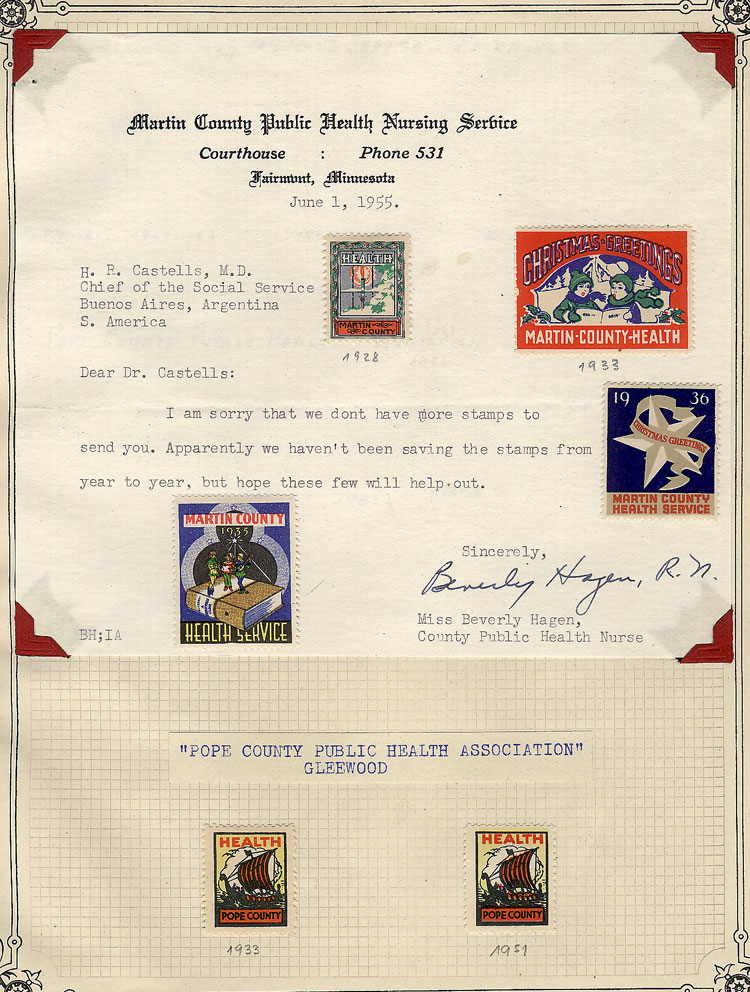 Martin County Public Health Nursing Service
Courthouse : Phone 531
Fairmont, Minnesota
June 1, 1955.
H. R. Castells, M.D.
Chief of the Social Service
Buenos Aires, Argentina
S. America
HEALTH
MARTIN COUNTY
1928
CHRISTMAS·GREETINGS
MARTIN·COUNTY·HEALTH
1933
Dear Dr. Castells:
I am sorry that we dont have more stamps to
send you. Apparently we haven't been saving the stamps from
year to year, but hope these few will help out.
19 36
CHRISTMAS GREETINGS
MARTIN COUNTY
HEALTH SERVICE
MARTIN COUNTY
1935
HEALTH SERVICE
Sincerely,
Beverly Hagen, R.N.
Miss Beverly Hagen,
County Public Health Nurse
BH;IA
"POPE COUNTY PUBLIC HEALTH ASSOCIATION"
GLEEWOOD
HEALTH
POPE COUNTY
1933
HEALTH
POPE COUNTY
1951